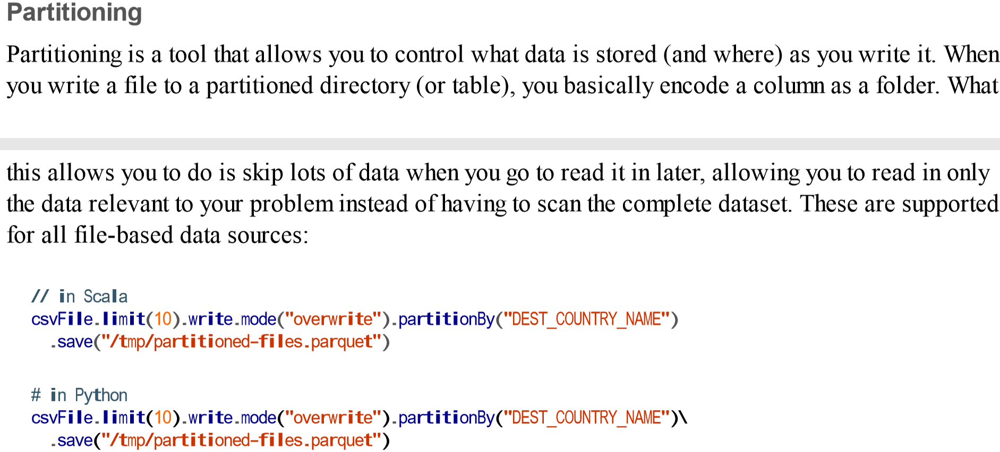 Partitioning
Partitioning is a tool that allows you to control what data is stored (and where) as you write it. When
you write a file to a partitioned directory (or table), you basically encode a column as a folder. What
this allows you to do is skip lots of data when you go to read it in later, allowing you to read in only
the data relevant to your problem instead of having to scan the complete dataset. These are supported
for all file-based data sources:
// in Scala
csvFile.limit(10).write.mode("overwrite").partitionBy("DEST_COUNTRY_NAME")
  .save("/tmp/partitioned-files.parquet")
# in Python
csvFile.limit(10).write.mode("overwrite").partitionBy("DEST_COUNTRY_NAME")\
  .save("/tmp/partitioned-files.parquet")